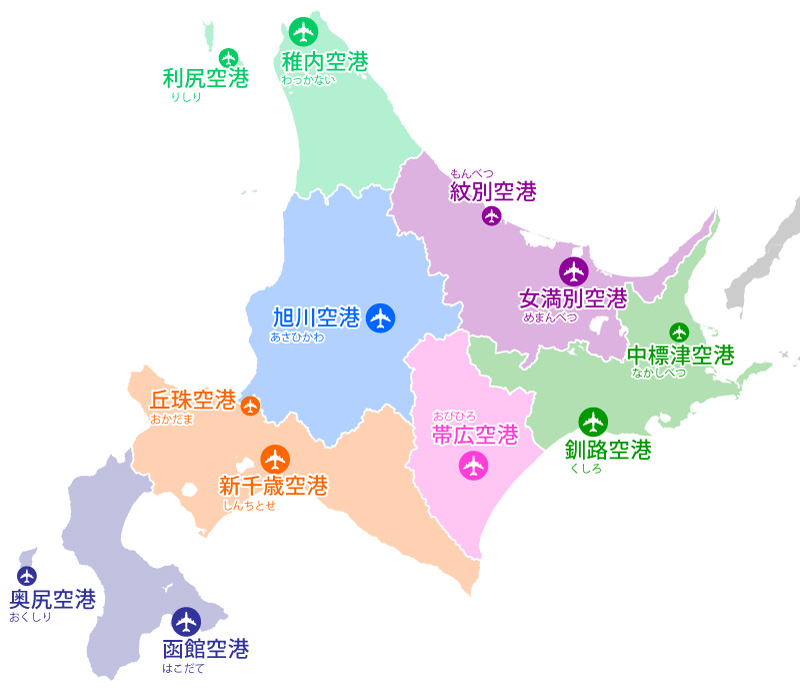 稚内空港
わっかない
利尻空港
りしり
もんべつ
紋別空港
女満別空港
めまんべつ
旭川空港
あさひかわ
中標津空港
なかしべつ
丘珠空港
おかだま
おびひろ
帯広空港
釧路空港
くしろ
新千歳空港
しんちとせ
奥尻空港
おくしり
函館空港
はこだて